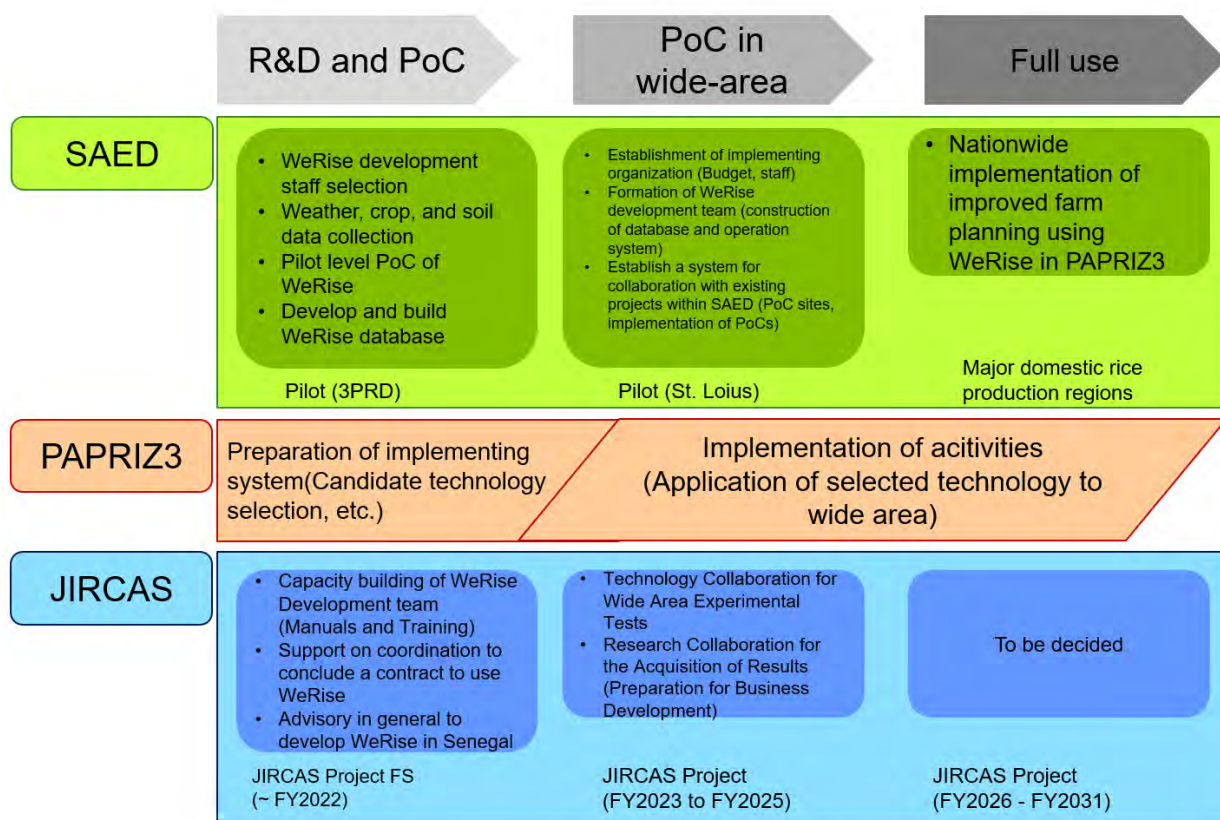 R&D and PoC
PoC in
wide-area
Full use
SAED
• WeRise development
staff selection
• Weather, crop, and soil
data collection
• Pilot level PoC of
WeRise
• Develop and build
WeRise database
Pilot (3PRD)
• Establishment of implementing
organization (Budget, staff)
• Formation of WeRise
development team (construction
of database and operation
system)
• Establish a system for
collaboration with existing
projects within SAED (PoC sites,
implementation of PoCs)
Pilot (St. Loius)
• Nationwide
implementation of
improved farm
planning using
WeRise in PAPRIZ3
Major domestic rice
production regions
PAPRIZ3
Preparation of implementing
system(Candidate technology
selection, etc.)
Implementation of acitivities
(Application of selected technology to
wide area)
JIRCAS
• Capacity building of WeRise
Development team
(Manuals and Training)
• Support on coordination to
conclude a contract to use
WeRise
• Advisory in general to
develop WeRise in Senegal
JIRCAS Project FS
(~ FY2022)
• Technology Collaboration for
Wide Area Experimental
Tests
• Research Collaboration for
the Acquisition of Results
(Preparation for Business
Development)
JIRCAS Project
(FY2023 to FY2025)
To be decided
JIRCAS Project
(FY2026 - FY2031)